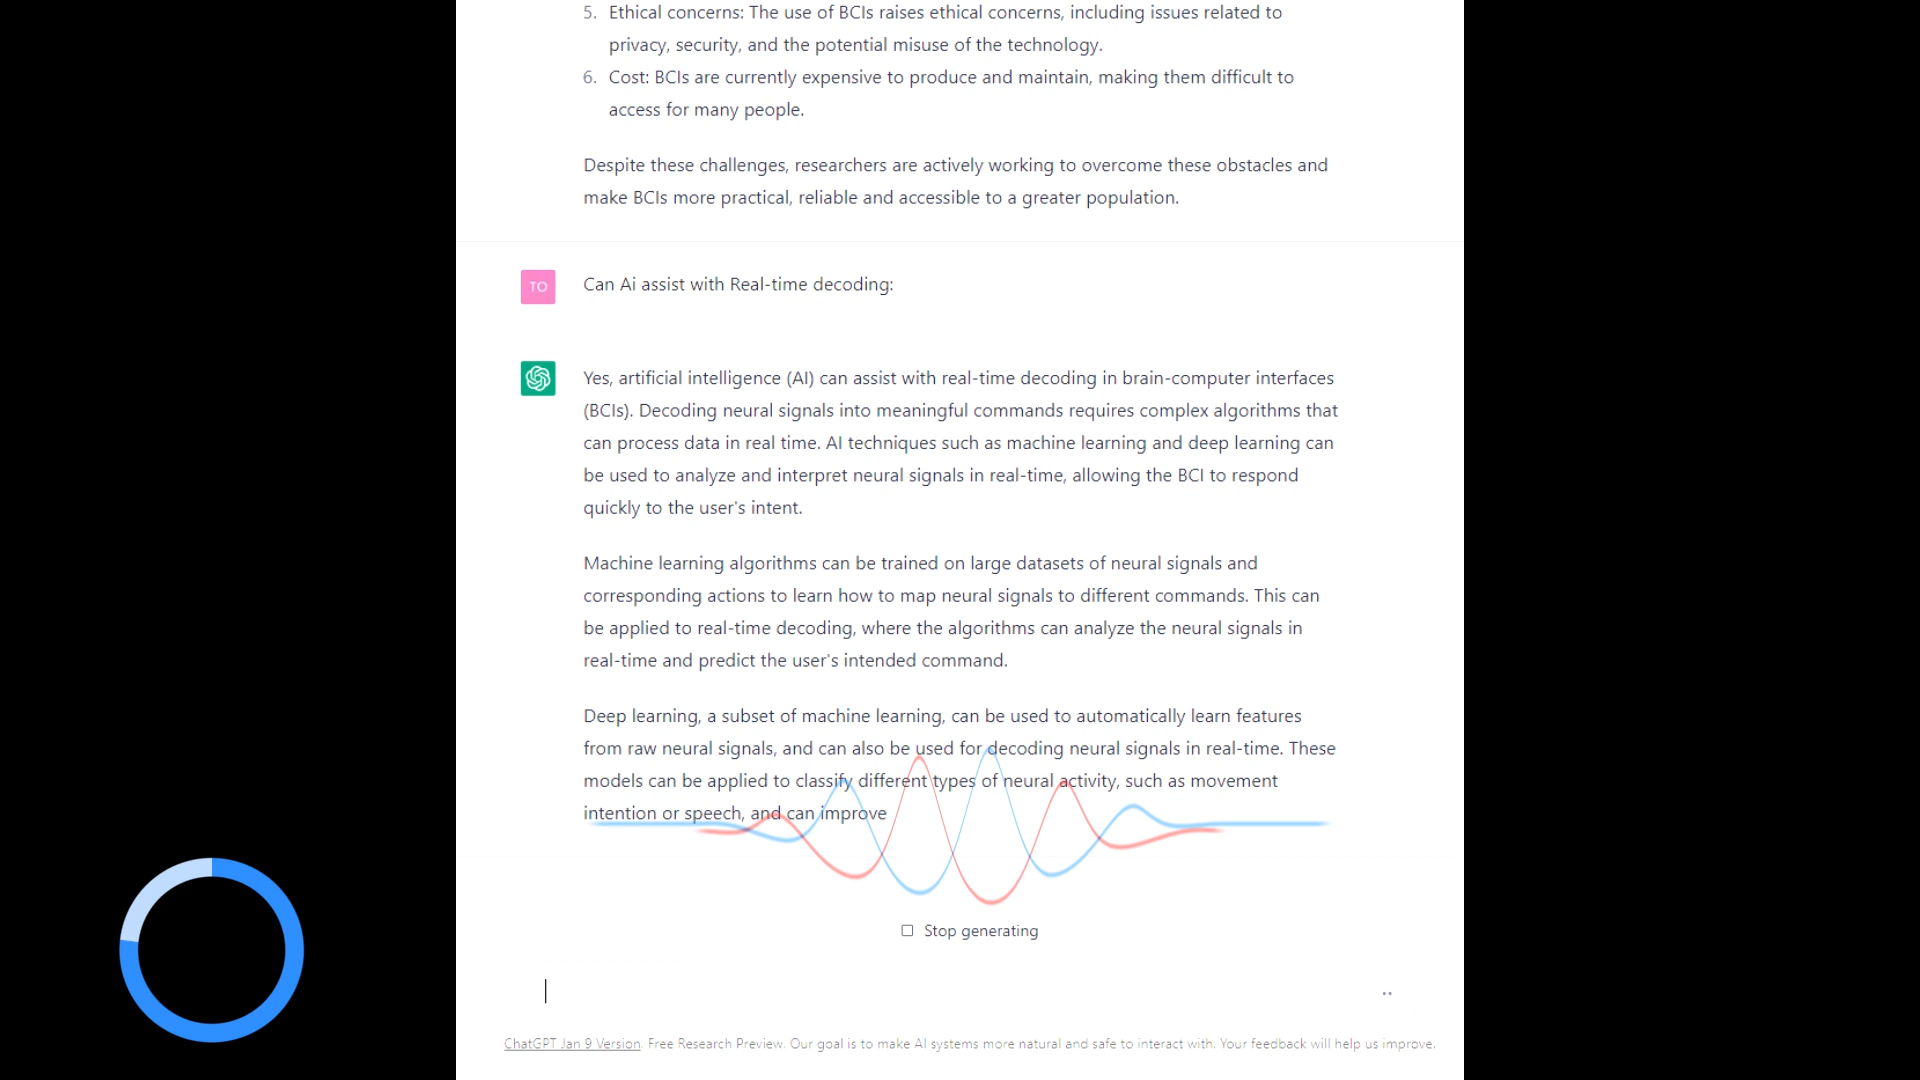 5. Ethical concerns: The use of BCIs raises ethical concerns, including issues related to
privacy, security, and the potential misuse of the technology.
6. Cost: BCIs are currently expensive to produce and maintain, making them difficult to
access for many people.
Despite these challenges, researchers are actively working to overcome these obstacles and
make BCIs more practical, reliable and accessible to a greater population.
TO
Can Ai assist with Real-time decoding:
Yes, artificial intelligence (AI) can assist with real-time decoding in brain-computer interfaces
(BCIs). Decoding neural signals into meaningful commands requires complex algorithms that
can process data in real time. AI techniques such as machine learning and deep learning can
be used to analyze and interpret neural signals in real-time, allowing the BCI to respond
quickly to the user's intent.
Machine learning algorithms can be trained on large datasets of neural signals and
corresponding actions to learn how to map neural signals to different commands. This can
be applied to real-time decoding, where the algorithms can analyze the neural signals in
real-time and predict the user's intended command.
Deep learning, a subset of machine learning, can be used to automatically learn features
from raw neural signals, and can also be used for decoding neural signals in real-time. These
models can be applied to classify different types of neural activity, such as movement
intention or speech, and can improve
Stop generating
ChatGPT Jan 9 Version. Free Research Preview. Our goal is to make AI systems more natural and safe to interact with. Your feedback will help us improve.